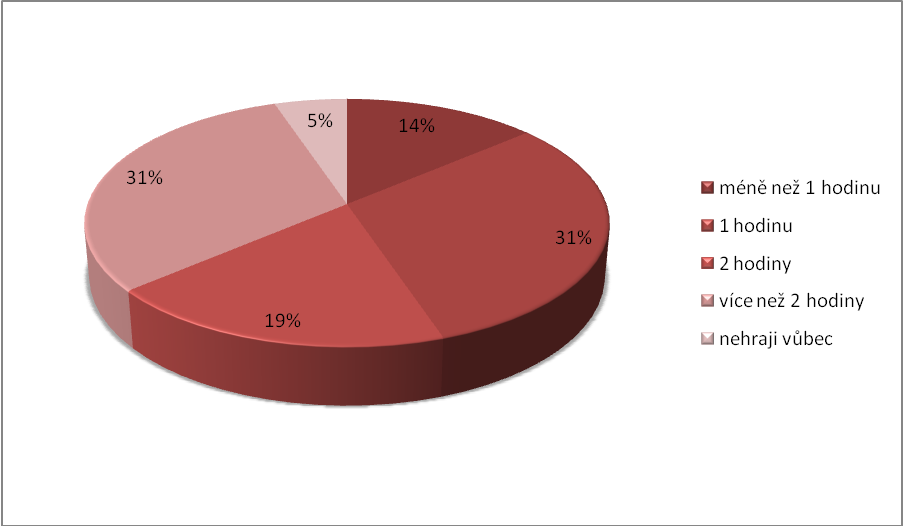 5%
14%
31%
31%
19%
méně než 1 hodinu
1 hodinu
2 hodiny
více než 2 hodiny
nehraji vůbec